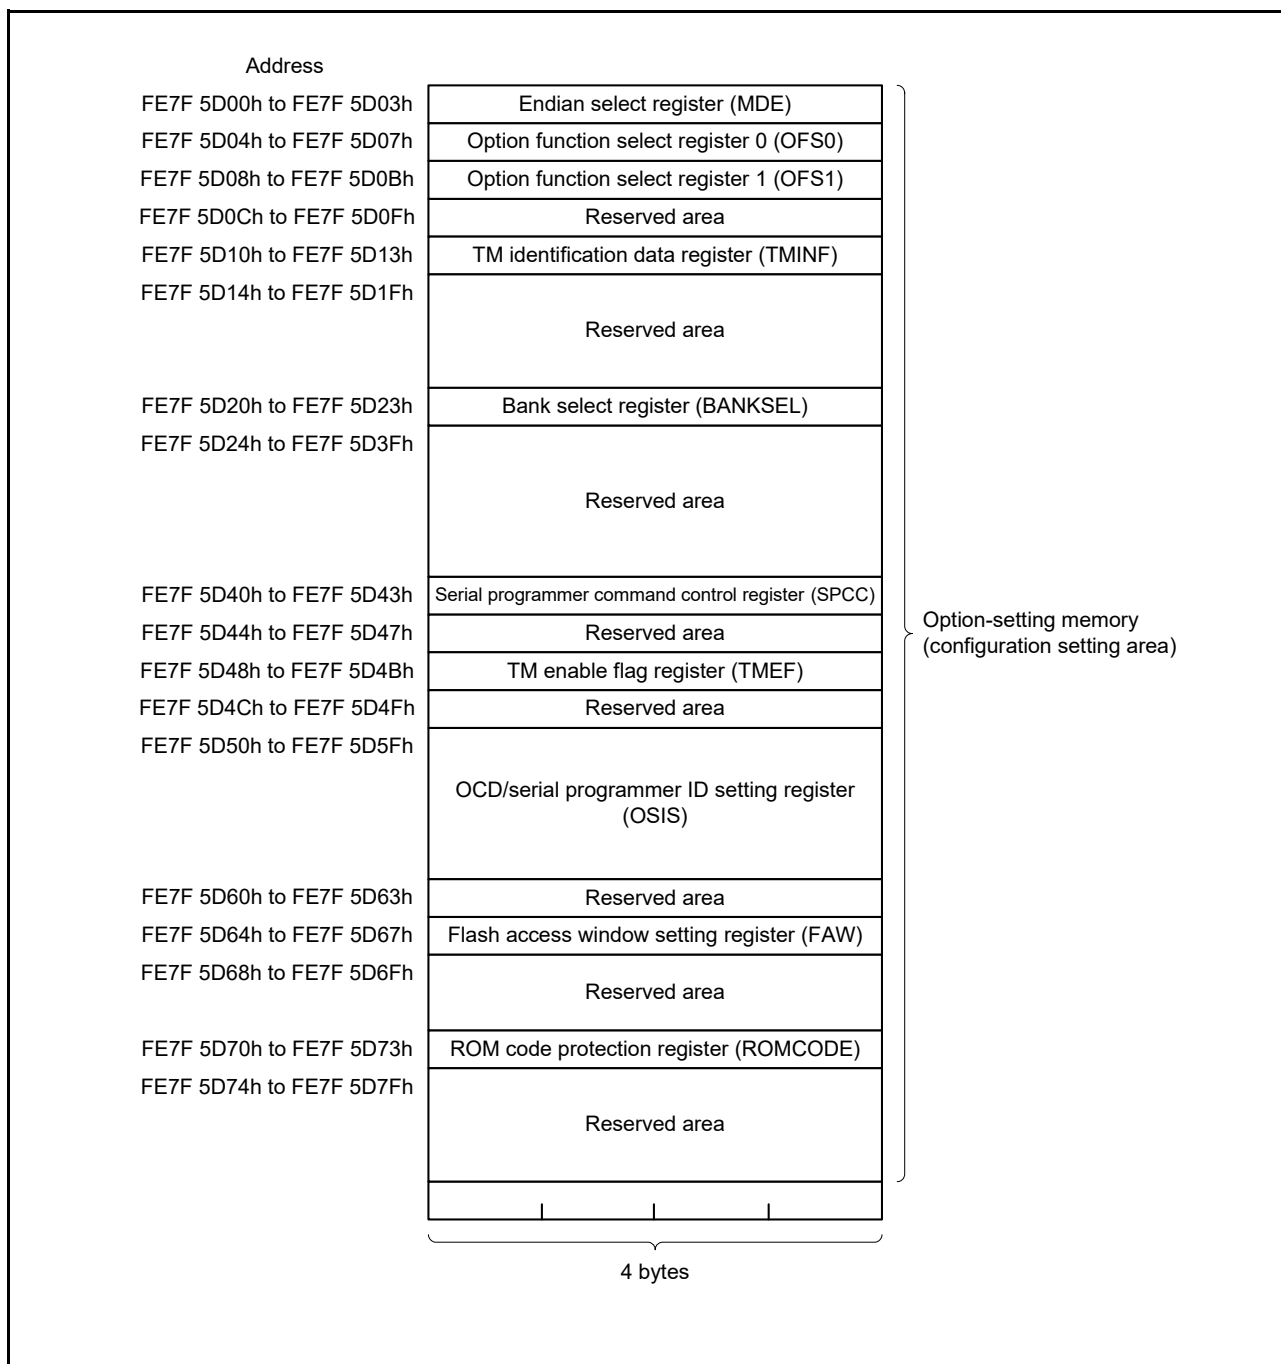 Address
FE7F 5D00h to FE7F 5D03h Endian select register (MDE)
FE7F 5D04h to FE7F 5D07h Option function select register 0 (OFS0)
FE7F 5D08h to FE7F 5D0Bh Option function select register 1 (OFS1)
FE7F 5D0Ch to FE7F 5D0Fh Reserved area
FE7F 5D10h to FE7F 5D13h TM identification data register (TMINF)
FE7F 5D14h to FE7F 5D1Fh
Reserved area
FE7F 5D20h to FE7F 5D23h Bank select register (BANKSEL)
FE7F 5D24h to FE7F 5D3Fh
Reserved area
FE7F 5D40h to FE7F 5D43h Serial programmer command control register (SPCC)
Option-setting memory
(configuration setting area)
FE7F 5D44h to FE7F 5D47h Reserved area
FE7F 5D48h to FE7F 5D4Bh TM enable flag register (TMEF)
FE7F 5D4Ch to FE7F 5D4Fh Reserved area
FE7F 5D50h to FE7F 5D5Fh
OCD/serial programmer ID setting register
(OSIS)
FE7F 5D60h to FE7F 5D63h Reserved area
FE7F 5D64h to FE7F 5D67h Flash access window setting register (FAW)
FE7F 5D68h to FE7F 5D6Fh
Reserved area
FE7F 5D70h to FE7F 5D73h ROM code protection register (ROMCODE)
FE7F 5D74h to FE7F 5D7Fh
Reserved area
4 bytes